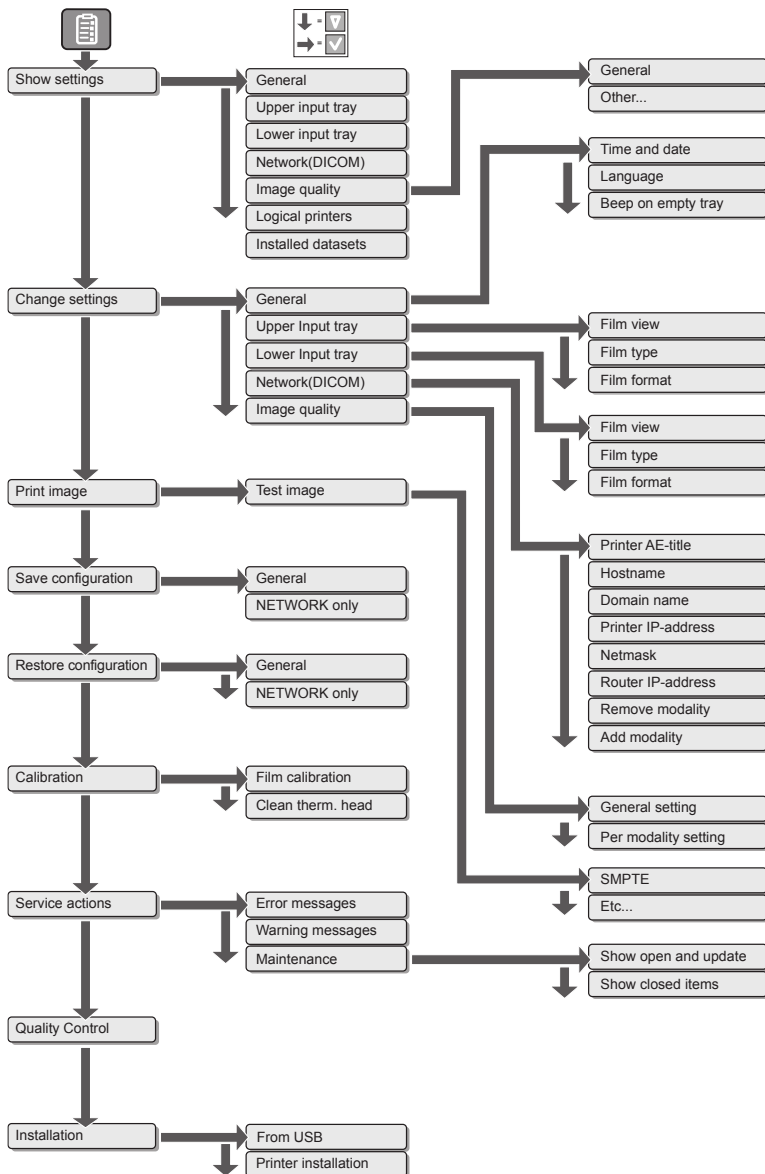 Show settings
General
Upper input tray
Lower input tray
Network(DICOM)
Image quality
Logical printers
Installed datasets
General
Other...
Change settings
General
Upper Input tray
Lower Input tray
Network(DICOM)
Image quality
Time and date
Language
Beep on empty tray
Film view
Film type
Film format
Film view
Film type
Film format
Printer AE-title
Hostname
Domain name
Printer IP-address
Netmask
Router IP-address
Remove modality
Add modality
General setting
Per modality setting
Print image
Test image
SMPTE
Etc...
Save configuration
General
NETWORK only
Restore configuration
General
NETWORK only
Calibration
Film calibration
Clean therm. head
Service actions
Error messages
Warning messages
Maintenance
Show open and update
Show closed items
Quality Control
Installation
From USB
Printer installation